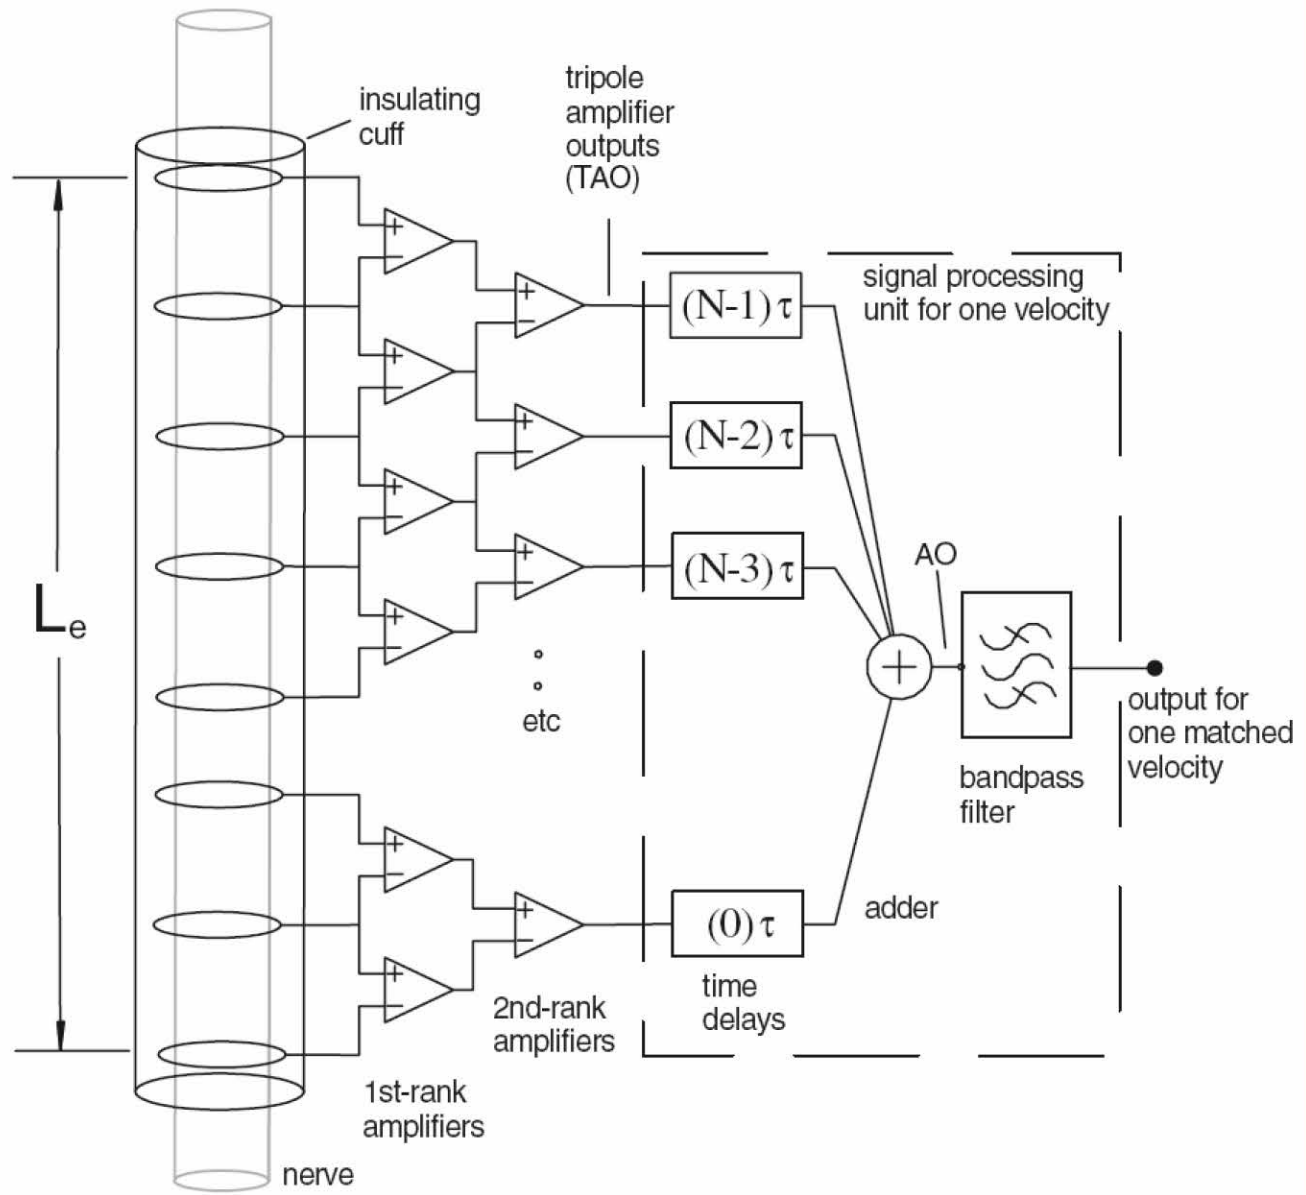 insulating
cuff
tripole
amplifier
outputs
(TAO)
signal processing
unit for one velocity
+
−
+
−
(N-1) τ
+
−
+
−
(N-2) τ
+
−
+
−
(N-3) τ
AO
Le
+
−
+
etc
output for
one matched
velocity
bandpass
filter
+
−
+
−
(0) τ
adder
+
−
time
delays
2nd-rank
amplifiers
1st-rank
amplifiers
nerve